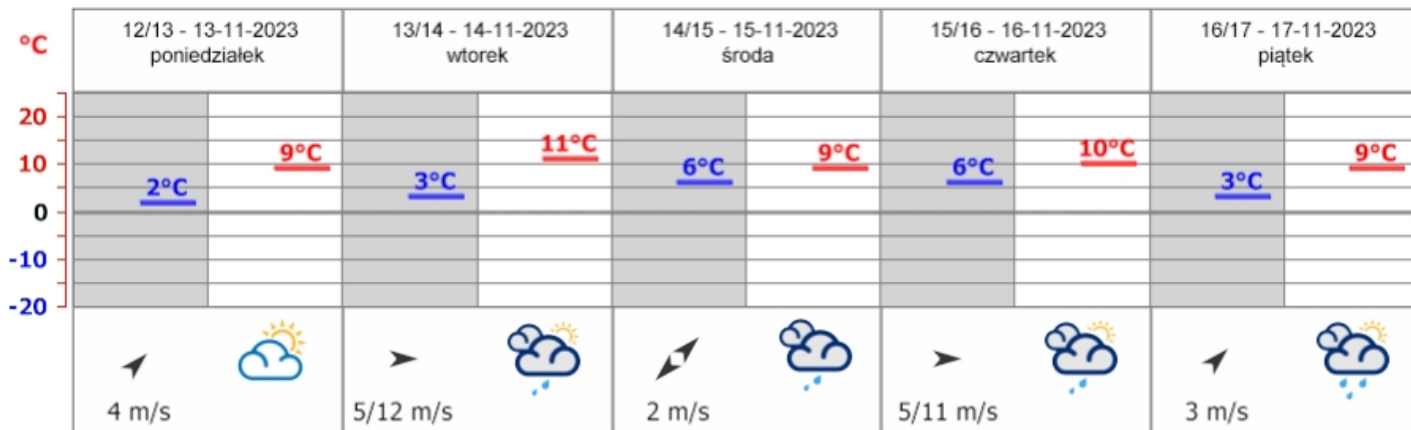 °C
12/13 - 13-11-2023
poniedziałek
13/14 - 14-11-2023
wtorek
14/15 - 15-11-2023
środa
15/16 - 16-11-2023
czwartek
16/17 - 17-11-2023
piątek
20
10
0
-10
-20
2°C
9°C
3°C
11°C
6°C
9°C
6°C
10°C
3°C
9°C
4 m/s
5/12 m/s
2 m/s
5/11 m/s
3 m/s